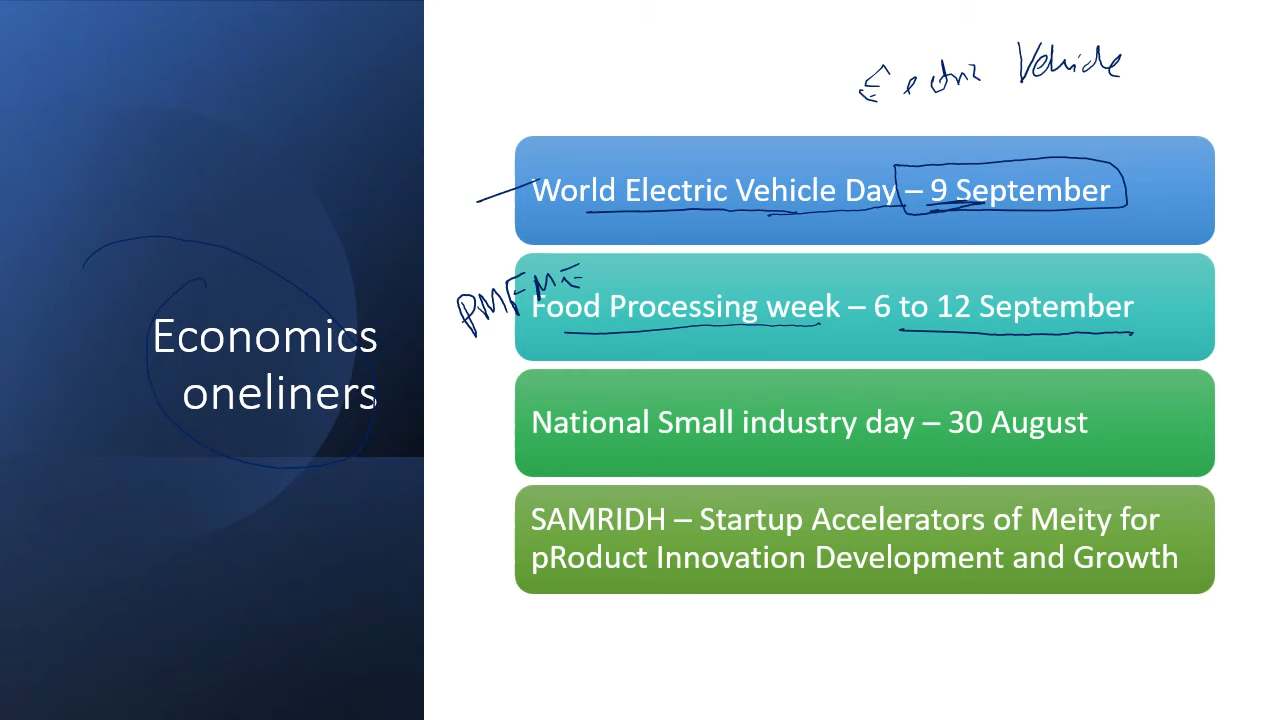 Electric Vehicle
World Electric Vehicle Day – 9 September
PMFME
Food Processing week – 6 to 12 September
Economics
oneliners
National Small industry day – 30 August
SAMRIDH – Startup Accelerators of Meity for
pRoduct Innovation Development and Growth